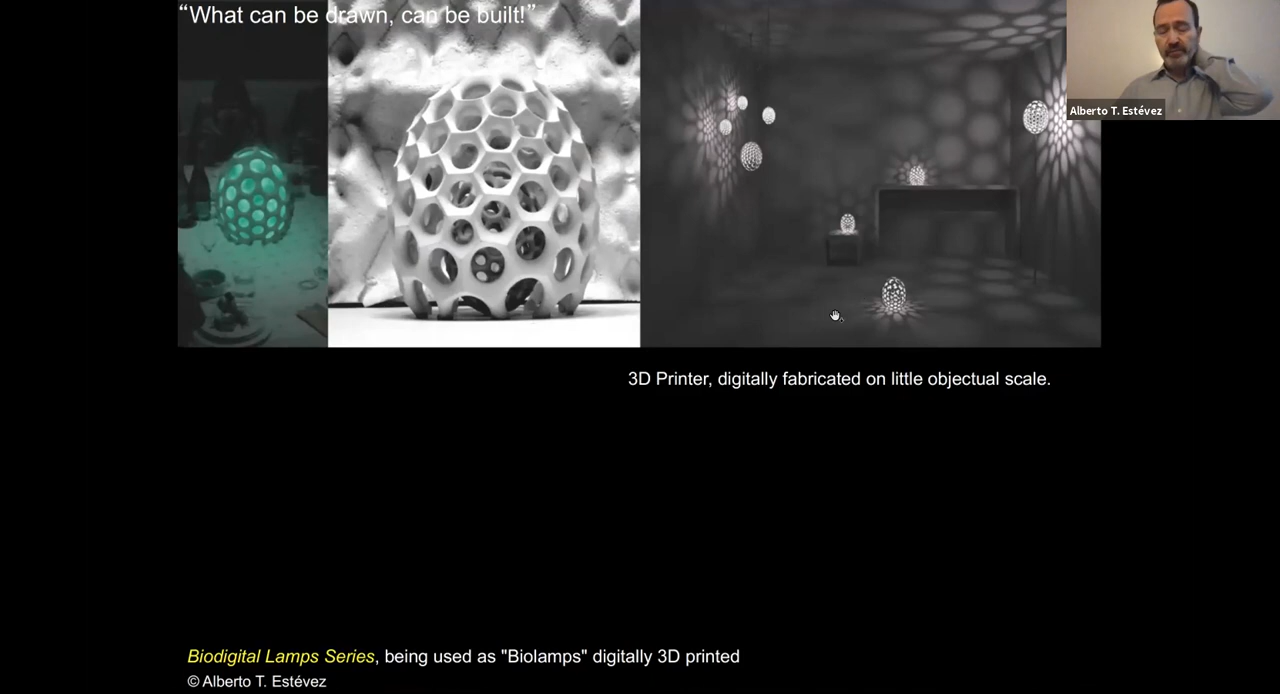 “What can be drawn, can be built!”
Alberto T. Estévez
3D Printer, digitally fabricated on little objectual scale.
Biodigital Lamps Series, being used as "Biolamps" digitally 3D printed
© Alberto T. Estévez